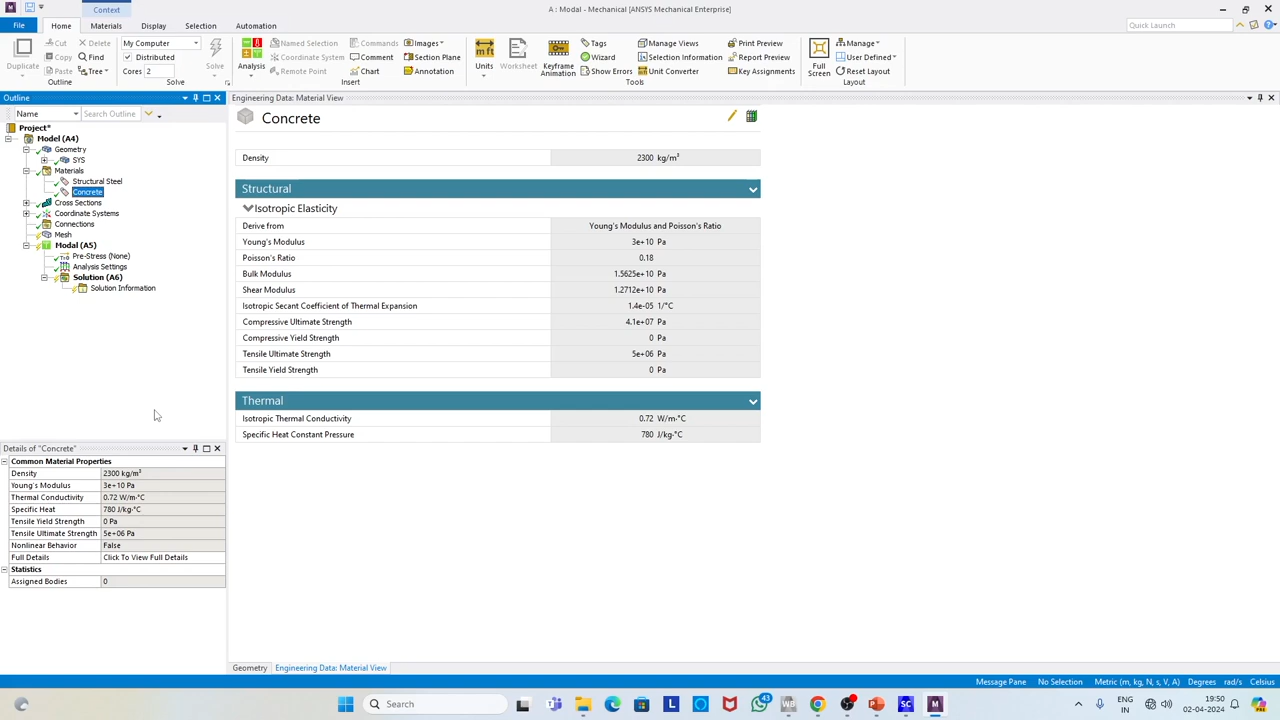 Context
A : Modal - Mechanical [ANSYS Mechanical Enterprise]
File Home Materials Display Selection Automation Quick Launch
Duplicate Cut Delete Copy Find Paste Tree Outline
My Computer Distributed Cores 2 Solve Solve
Analysis Named Selection Commands Images Coordinate System Comment Section Plane Remote Point Chart Annotation Insert
Units Worksheet Keyframe Animation Tags Wizard Show Errors Manage Views Selection Information Unit Converter Print Preview Report Preview Key Assignments Tools
Full Screen Manage User Defined Reset Layout Layout
Outline
Name Search Outline
Project*
Model (A4)
Geometry
SYS
Materials
Structural Steel
Concrete
Cross Sections
Coordinate Systems
Connections
Mesh
Modal (A5)
Pre-Stress (None)
Analysis Settings
Solution (A6)
Solution Information
Details of "Concrete"
Common Material Properties
Density 2300 kg/m³
Young's Modulus 3e+10 Pa
Thermal Conductivity 0.72 W/m·°C
Specific Heat 780 J/kg·°C
Tensile Yield Strength 0 Pa
Tensile Ultimate Strength 5e+06 Pa
Nonlinear Behavior False
Full Details Click To View Full Details
Statistics
Assigned Bodies 0
Engineering Data: Material View
Concrete
Density 2300 kg/m³
Structural
Isotropic Elasticity
Derive from Young's Modulus and Poisson's Ratio
Young's Modulus 3e+10 Pa
Poisson's Ratio 0.18
Bulk Modulus 1.5625e+10 Pa
Shear Modulus 1.2712e+10 Pa
Isotropic Secant Coefficient of Thermal Expansion 1.4e-05 1/°C
Compressive Ultimate Strength 4.1e+07 Pa
Compressive Yield Strength 0 Pa
Tensile Ultimate Strength 5e+06 Pa
Tensile Yield Strength 0 Pa
Thermal
Isotropic Thermal Conductivity 0.72 W/m·°C
Specific Heat Constant Pressure 780 J/kg·°C
Geometry Engineering Data: Material View
Message Pane No Selection Metric (m, kg, N, s, V, A) Degrees rad/s Celsius
Search
43
ENG
IN
19:50
02-04-2024